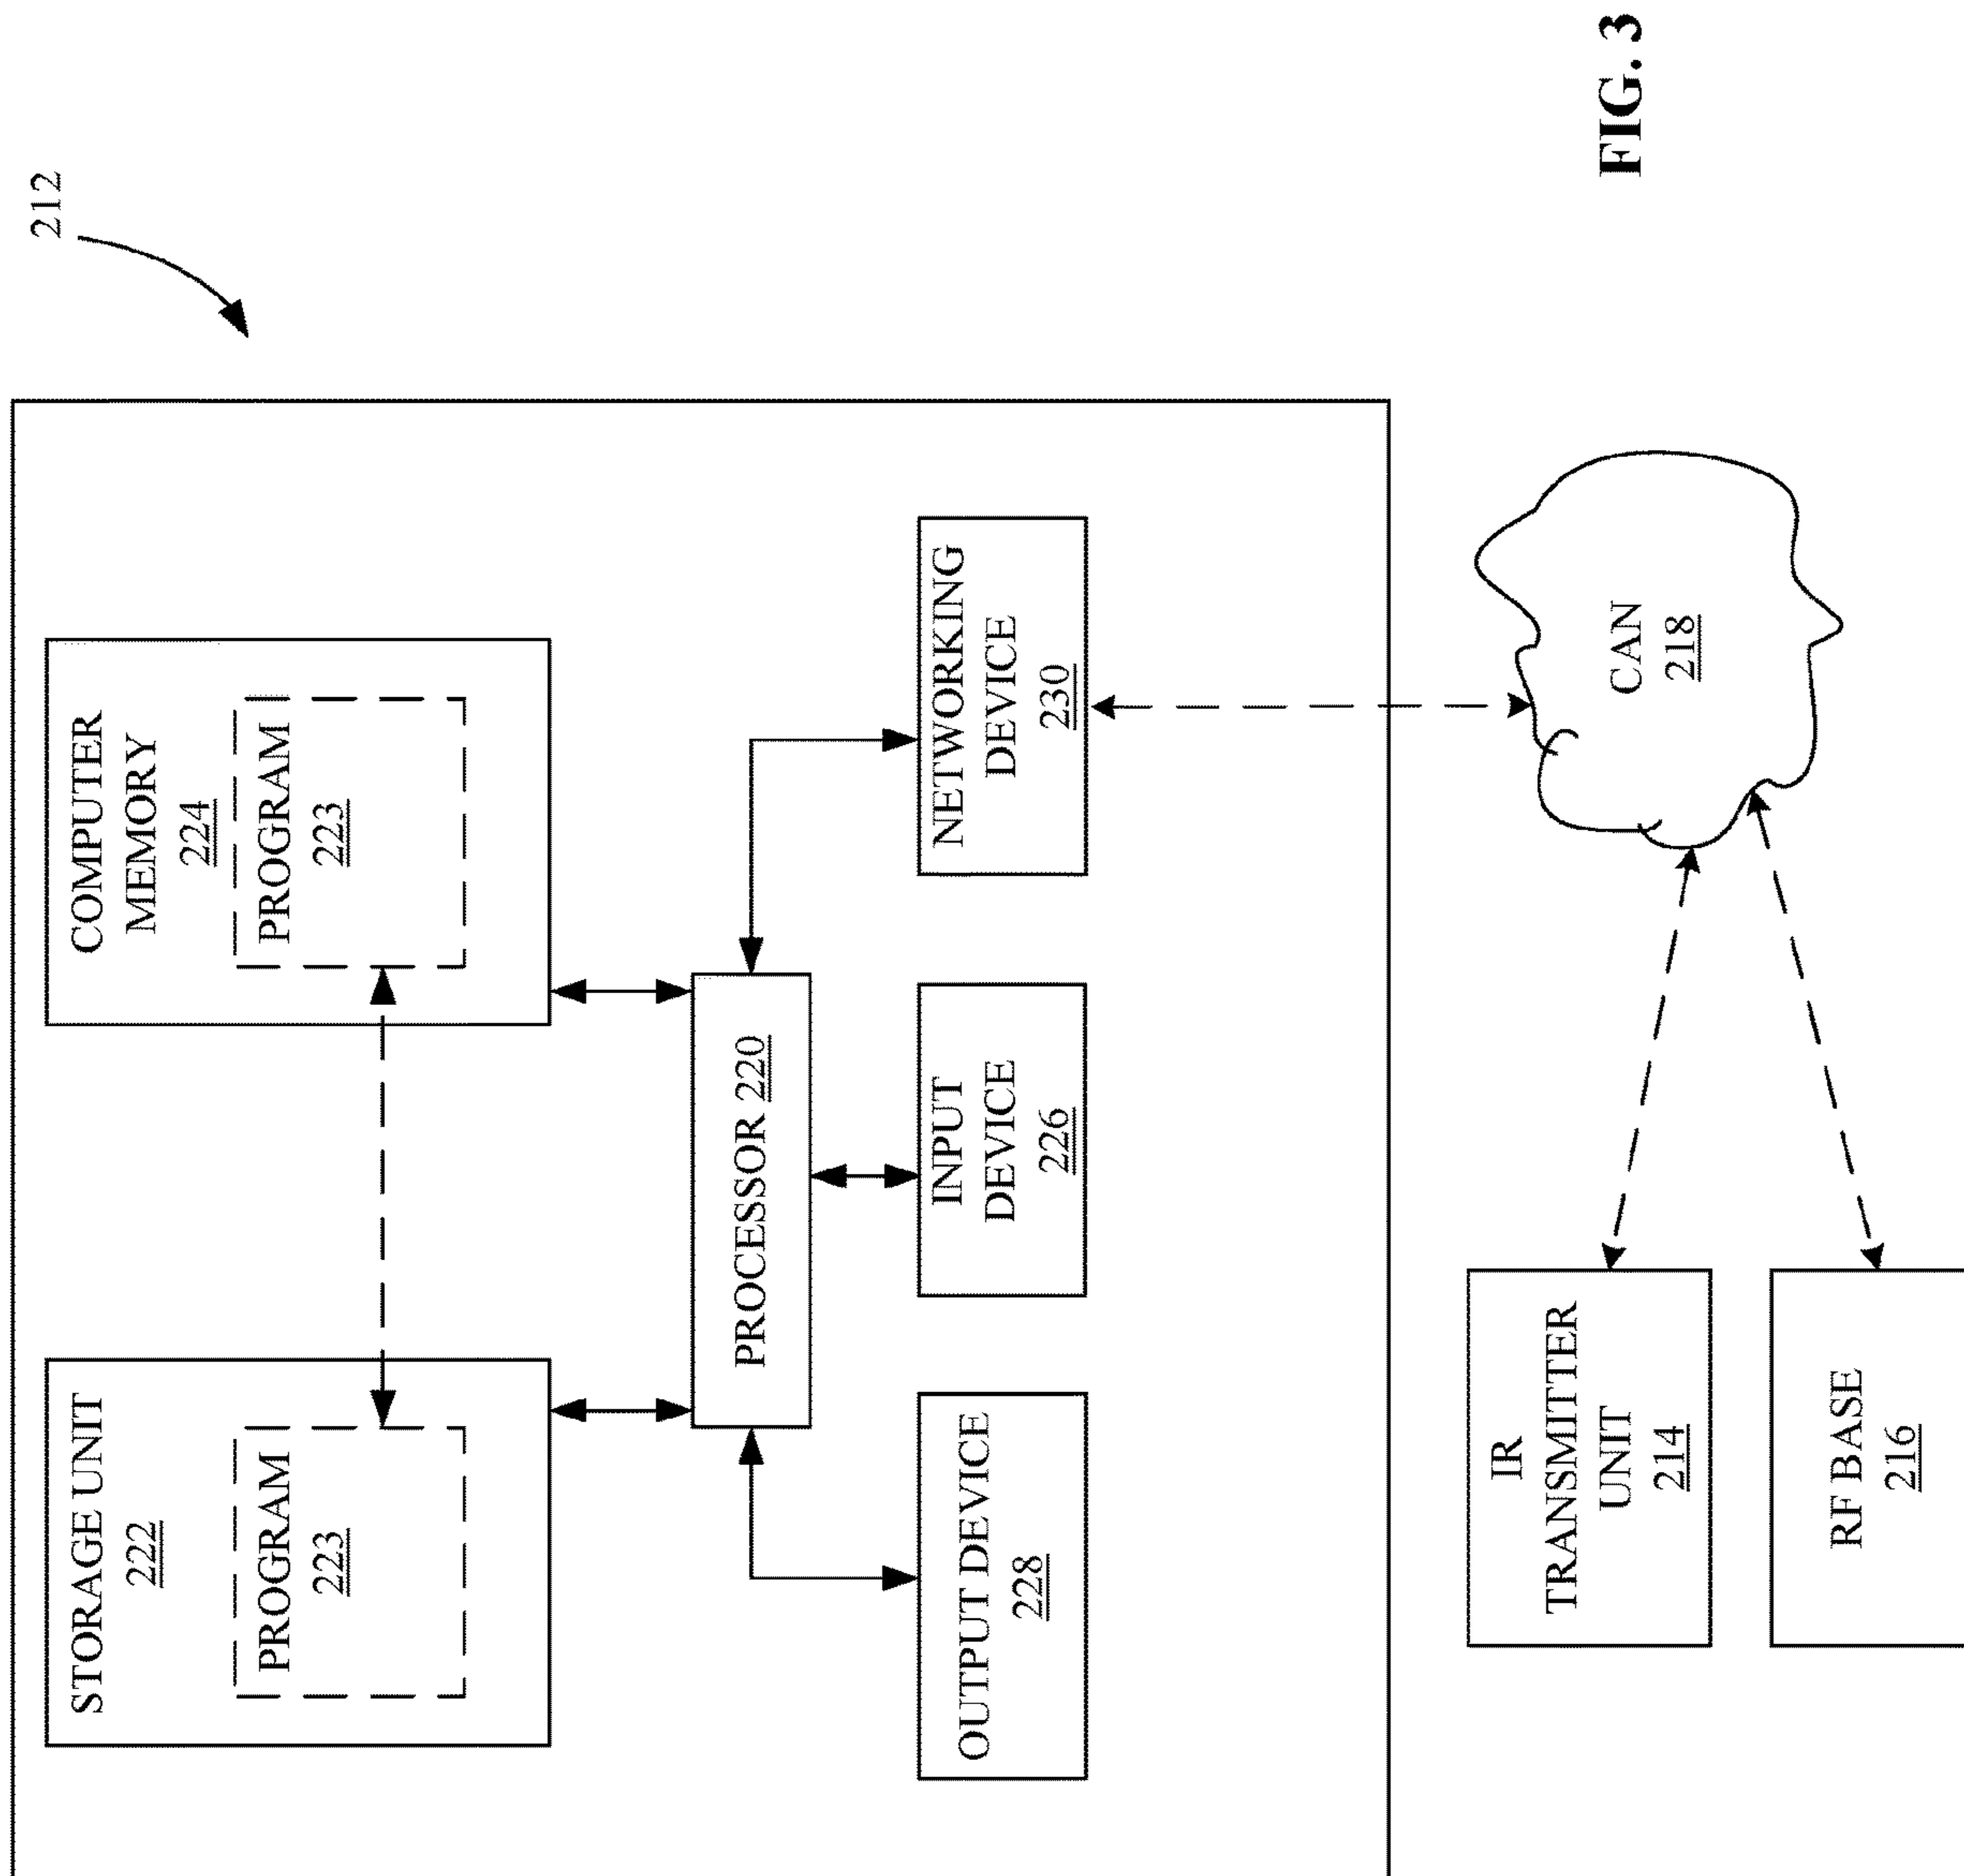 212
STORAGE UNIT
222
PROGRAM
223
COMPUTER
MEMORY
224
PROGRAM
223
PROCESSOR 220
OUTPUT DEVICE
228
INPUT
DEVICE
226
NETWORKING
DEVICE
230
IR
TRANSMITTER
UNIT
214
RF BASE
216
CAN
218
FIG. 3